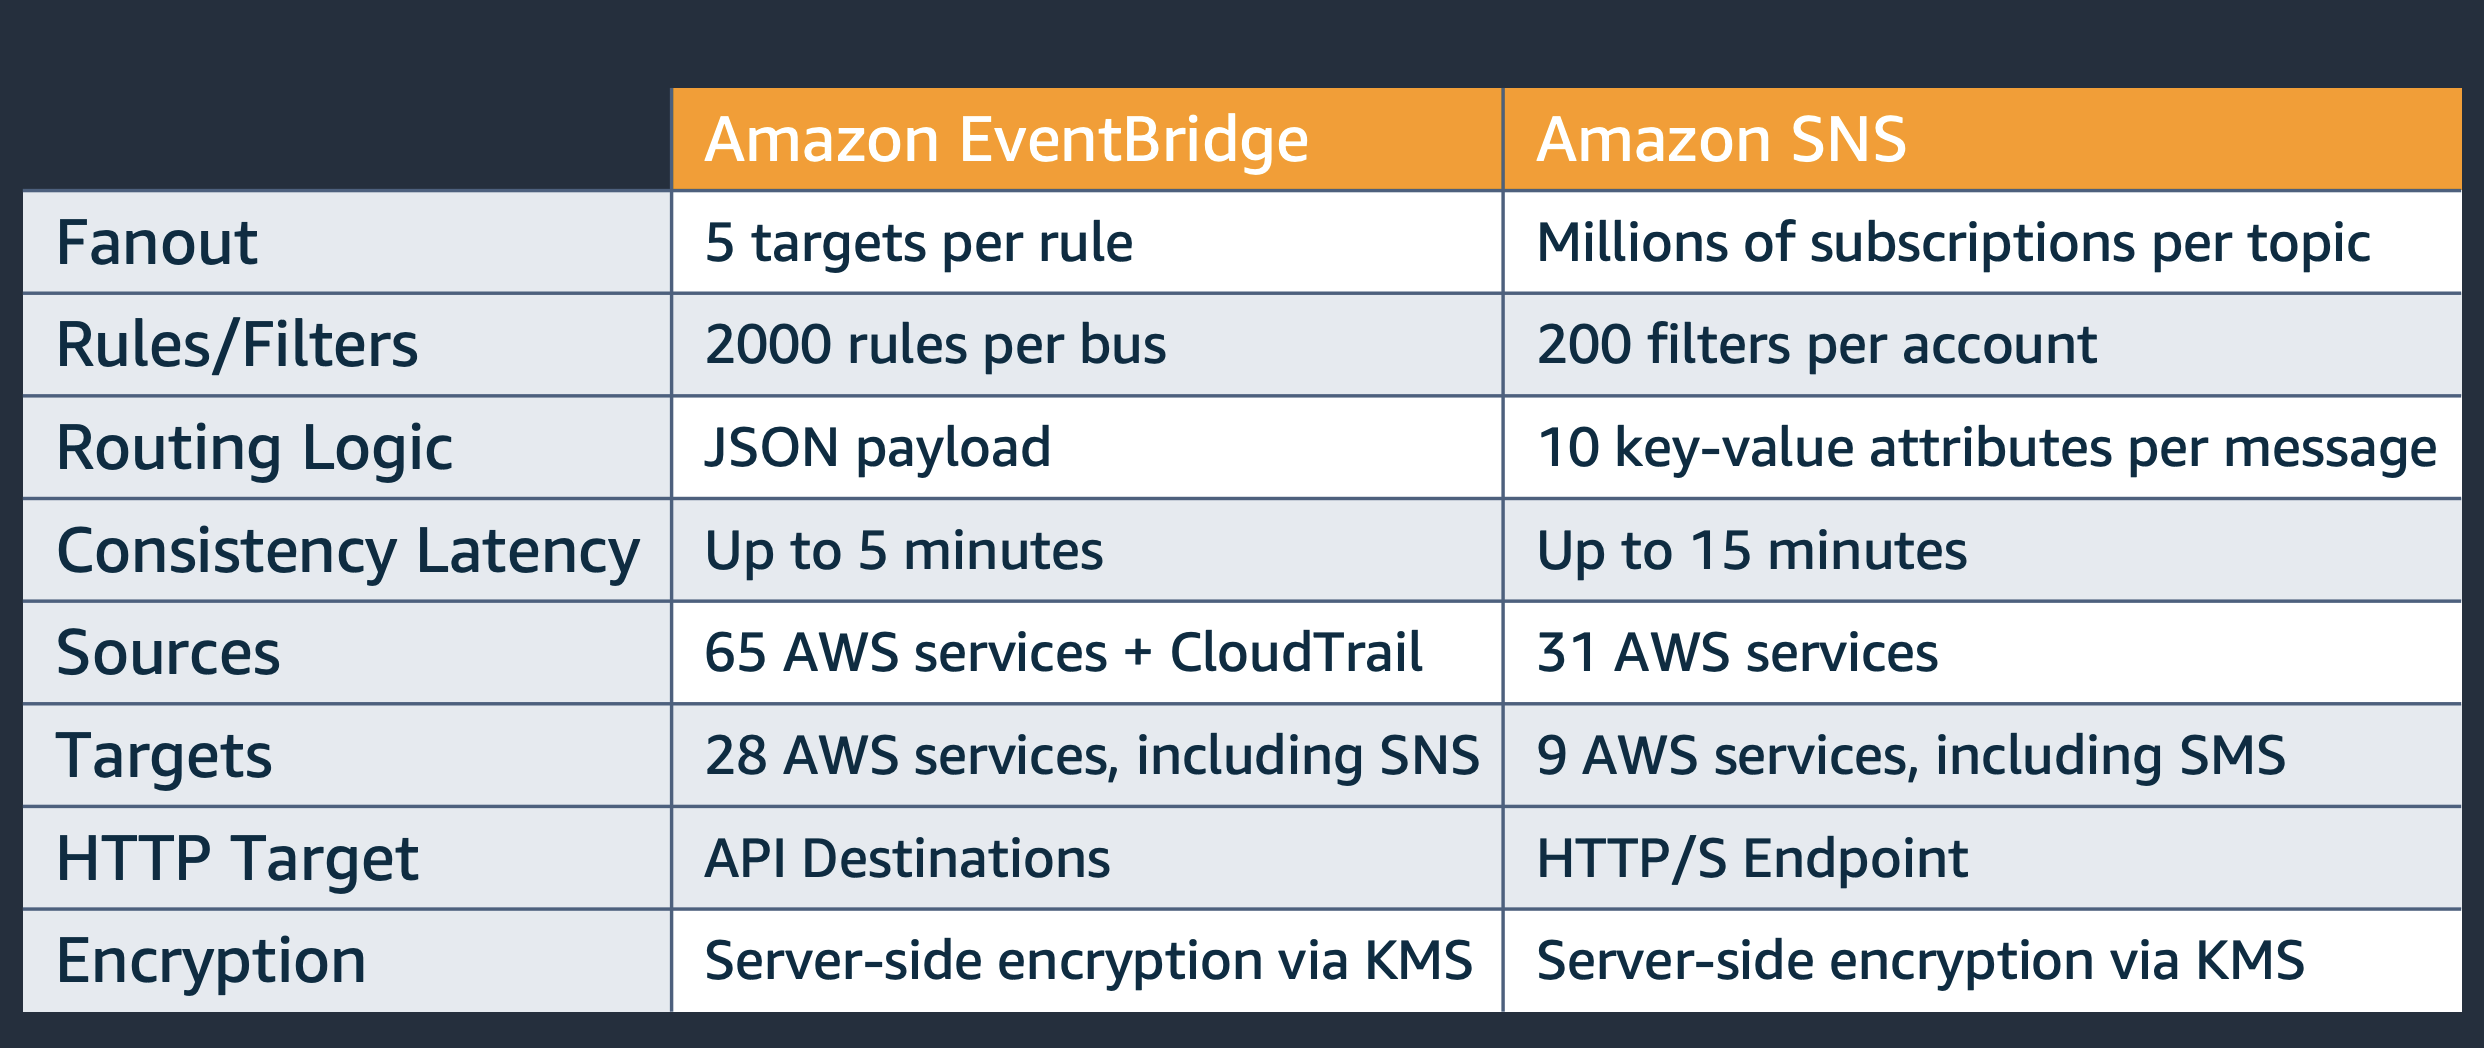 Amazon EventBridge Amazon SNS
Fanout 5 targets per rule Millions of subscriptions per topic
Rules/Filters 2000 rules per bus 200 filters per account
Routing Logic JSON payload 10 key-value attributes per message
Consistency Latency Up to 5 minutes Up to 15 minutes
Sources 65 AWS services + CloudTrail 31 AWS services
Targets 28 AWS services, including SNS 9 AWS services, including SMS
HTTP Target API Destinations HTTP/S Endpoint
Encryption Server-side encryption via KMS Server-side encryption via KMS